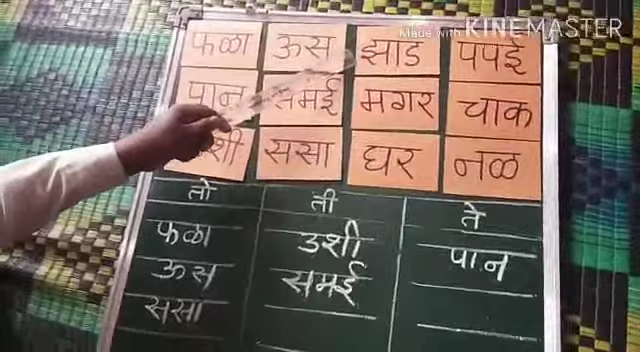 Made with KINEMASTER
फळा ऊस झाड पपई
पान समई मगर चाक
ससा घर नळ
तो ती ते
फळा उशी पान
ऊस समई
ससा